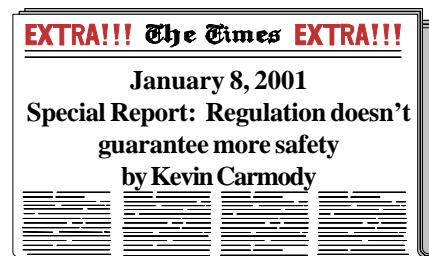 EXTRA!!! The Times EXTRA!!!
January 8, 2001
Special Report: Regulation doesn't
guarantee more safety
by Kevin Carmody